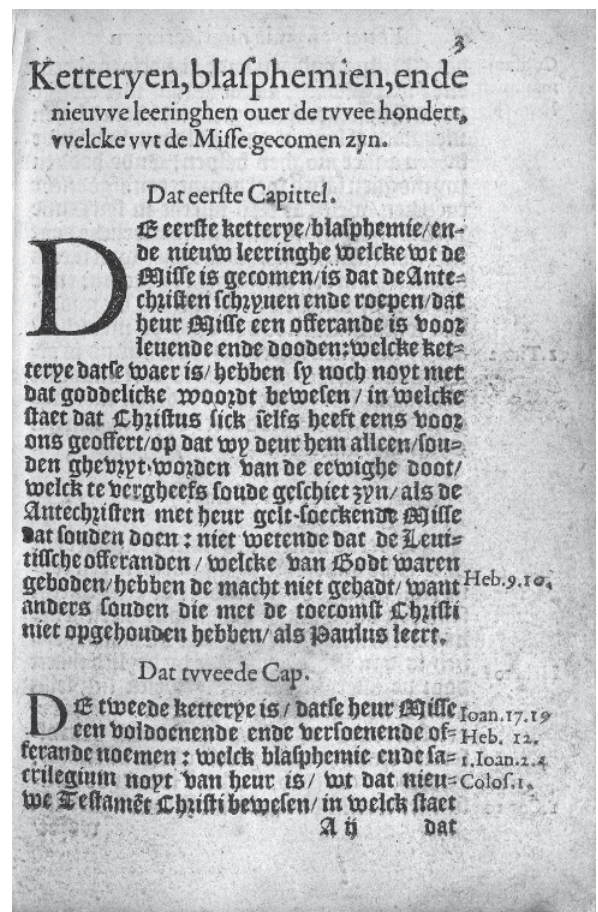 3
Ketteryen, blaſphemien, ende
nieuvve leeringhen ouer de tvvee hondert,
vvelcke vvt de Miſſe gecomen zyn.
Dat eerſte Capittel.
DE eerſte ketterye/blaſphemie/en-
de nieuw leeringhe welcke wt de
Miſſe is gecomen/is dat de Ante-
chriſten ſchryuen ende roepen/dat
heur Miſſe een offerande is voor
leuende ende dooden: welcke ket-
terye datſe waer is/ hebben ſy noch noyt met
dat goddelicke woordt beweſen/ in welcke
ſtaet dat Chriſtus ſick ſelfs heeft eens voor
ons geoffert/op dat wy deur hem alleen/ſou-
den ghevryt worden van de eewighe doot/
welck te vergheefs ſoude geſchiet zyn/ als de
Antechriſten met heur gelt-ſoeckende Miſſe
dat ſouden doen: niet wetende dat de Leui-
tiſſche offeranden/ welcke van Godt waren
geboden/hebben de macht niet gehadt/ want Heb.9.10.
anders ſouden die met de toecomſt Chriſti
niet opgehouden hebben/ als Paulus leert.
Dat tvveede Cap.
DE tweede ketterye is/ datſe heur Miſſe Ioan.17.19
een voldoenende ende verſoenende of- Heb. 12.
ferande noemen: welck blaſphemie ende ſa- 1.Ioan.2.4
crilegium noyt van heur is/ wt dat nieu- Coloſ.1.
we Teſtamēt Chriſti beweſen/ in welck ſtaet
A ij dat